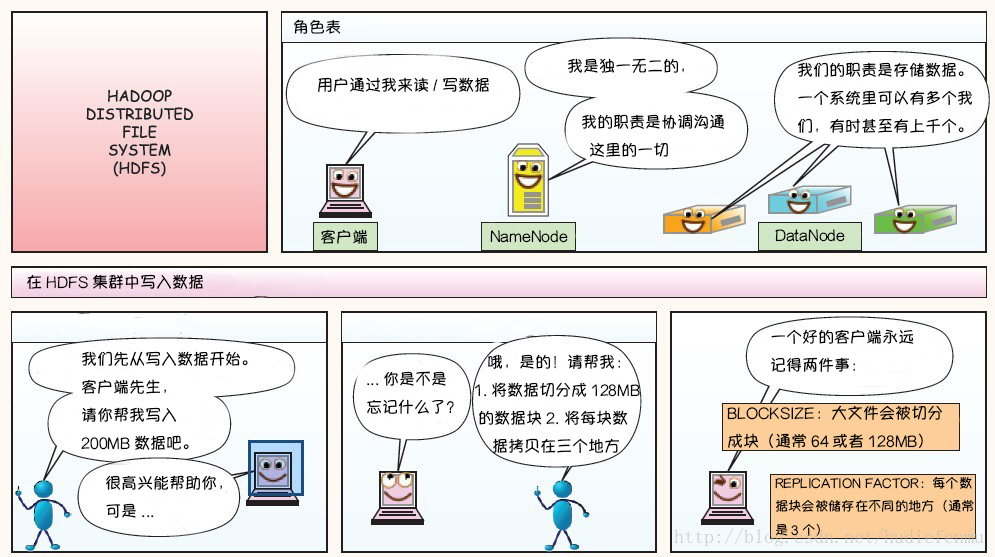 HADOOP
DISTRIBUTED
FILE
SYSTEM
(HDFS)
角色表
用户通过我来读 / 写数据
我是独一无二的，
我的职责是协调沟通
这里的一切
我们的职责是存储数据。
一个系统里可以有多个我
们，有时甚至有上千个。
客户端
NameNode
DataNode
在 HDFS 集群中写入数据
我们先从写入数据开始。
客户端先生，
请你帮我写入
200MB 数据吧。
很高兴能帮助你，
可是 ...
... 你是不是
忘记什么了？
哦，是的！请帮我：
1. 将数据切分成 128MB
的数据块 2. 将每块数
据拷贝在三个地方
一个好的客户端永远
记得两件事：
BLOCKSIZE：大文件会被切分
成块（通常 64 或者 128MB）
REPLICATION FACTOR：每个数
据块会被储存在不同的地方（通常
是 3 个）